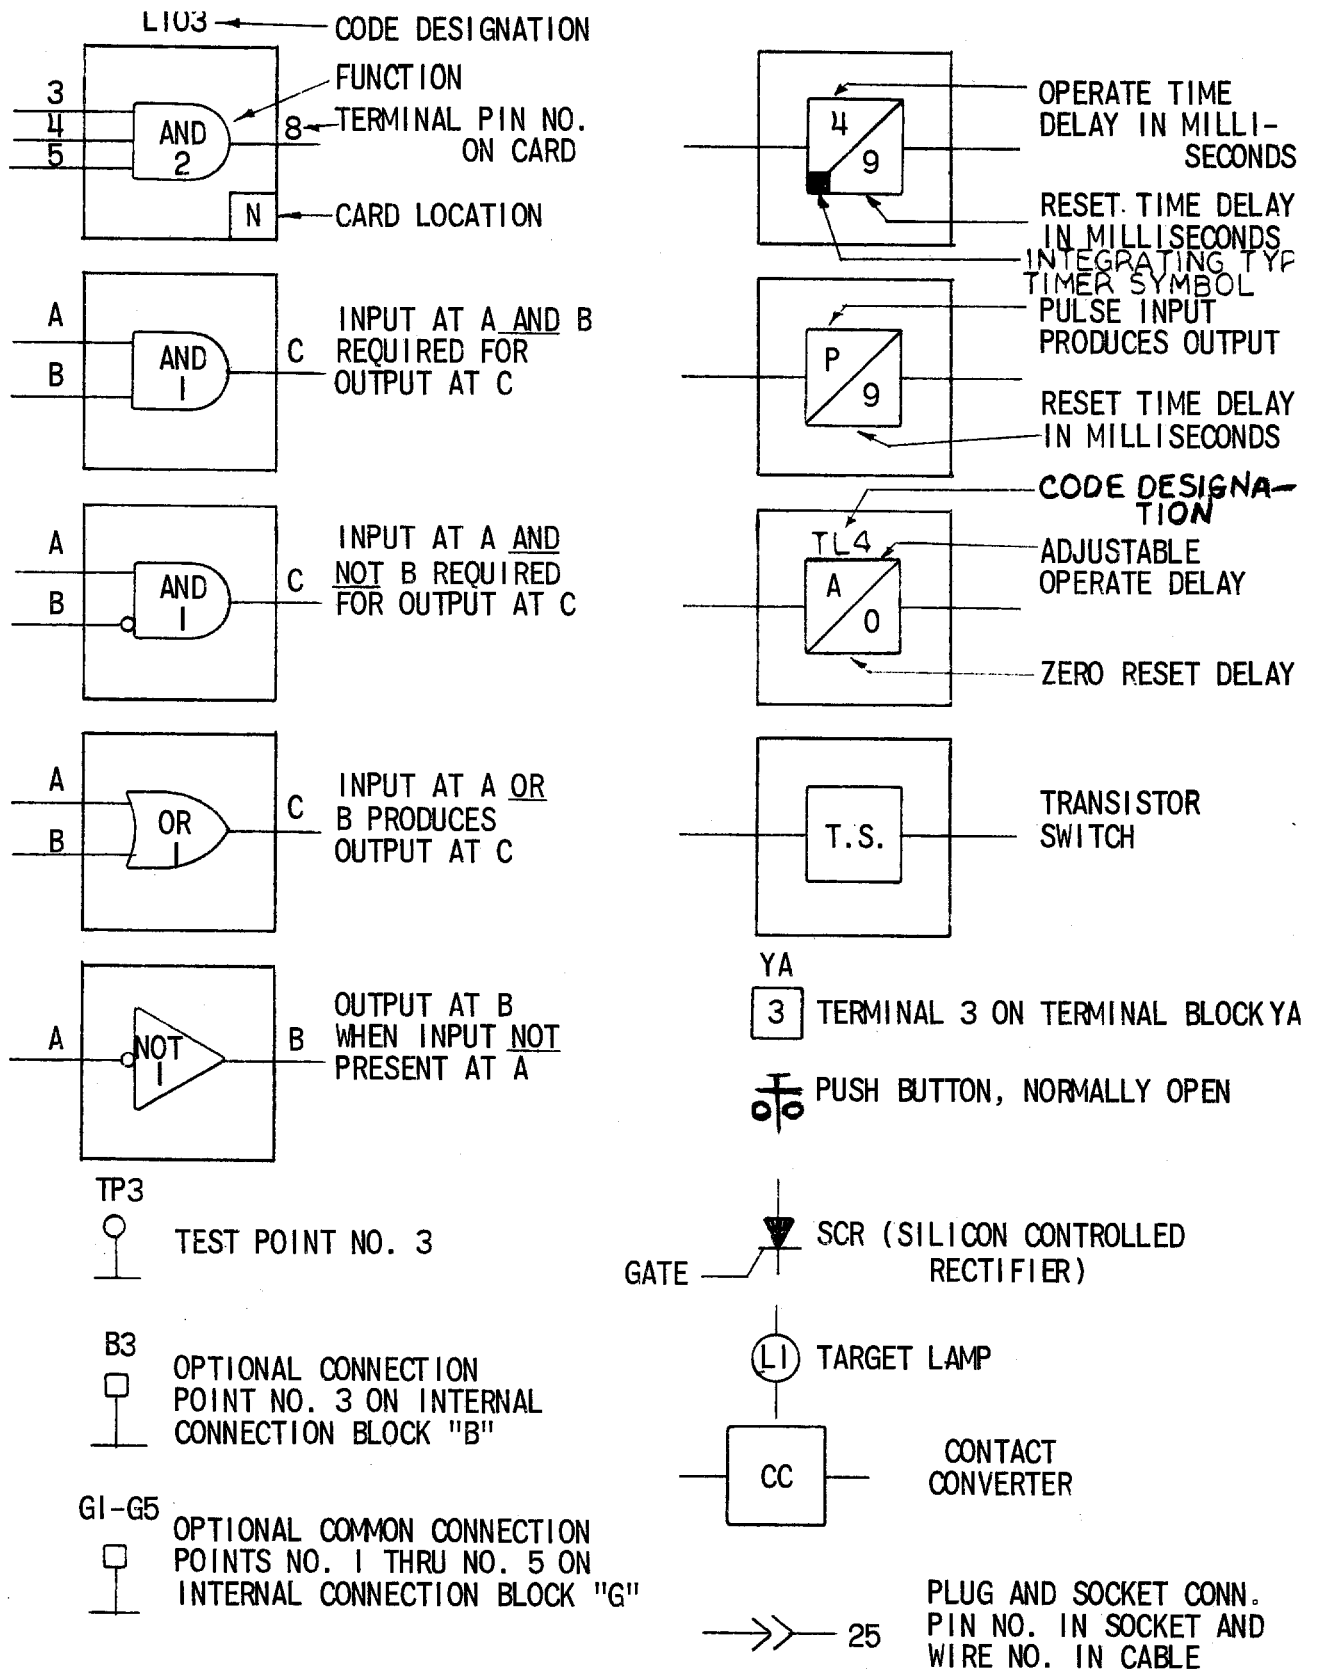 L103
CODE DESIGNATION
FUNCTION
3
4
5
AND
2
8
TERMINAL PIN NO.
ON CARD
N
CARD LOCATION
A
B
AND
1
C
INPUT AT A AND B
REQUIRED FOR
OUTPUT AT C
A
B
AND
1
C
INPUT AT A AND
NOT B REQUIRED
FOR OUTPUT AT C
A
B
OR
1
C
INPUT AT A OR
B PRODUCES
OUTPUT AT C
A
NOT
1
B
OUTPUT AT B
WHEN INPUT NOT
PRESENT AT A
TP3
TEST POINT NO. 3
B3
OPTIONAL CONNECTION
POINT NO. 3 ON INTERNAL
CONNECTION BLOCK "B"
G1-G5
OPTIONAL COMMON CONNECTION
POINTS NO. 1 THRU NO. 5 ON
INTERNAL CONNECTION BLOCK "G"
4
9
OPERATE TIME
DELAY IN MILLI-
SECONDS
RESET TIME DELAY
IN MILLISECONDS
INTEGRATING TYP
TIMER SYMBOL
P
9
PULSE INPUT
PRODUCES OUTPUT
RESET TIME DELAY
IN MILLISECONDS
CODE DESIGNA-
TION
TL4
A
0
ADJUSTABLE
OPERATE DELAY
ZERO RESET DELAY
T.S.
TRANSISTOR
SWITCH
YA
3
TERMINAL 3 ON TERMINAL BLOCK YA
PUSH BUTTON, NORMALLY OPEN
GATE
SCR (SILICON CONTROLLED
RECTIFIER)
L1
TARGET LAMP
CC
CONTACT
CONVERTER
25
PLUG AND SOCKET CONN.
PIN NO. IN SOCKET AND
WIRE NO. IN CABLE